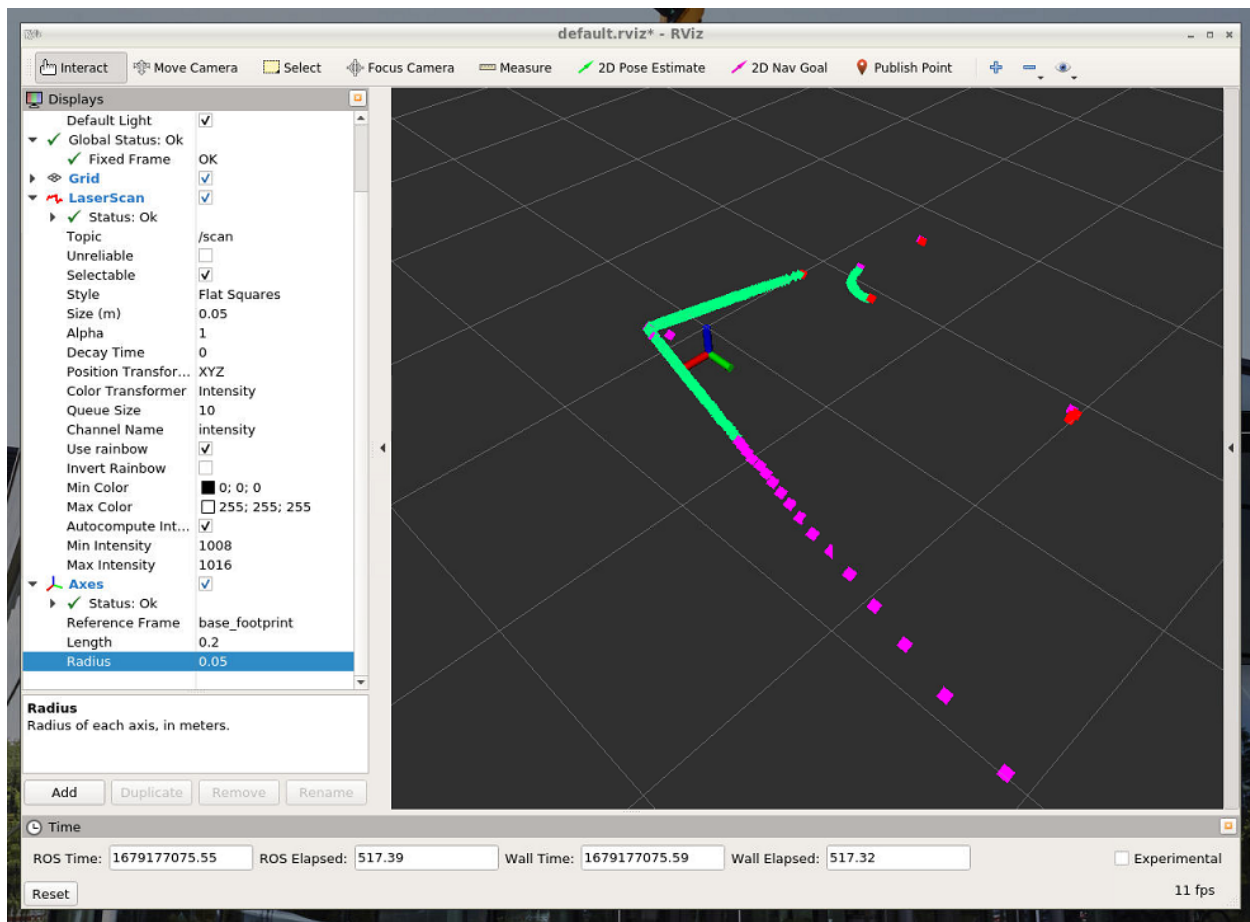 default.rviz* - RViz
Interact Move Camera Select Focus Camera Measure 2D Pose Estimate 2D Nav Goal Publish Point
Displays
Default Light
Global Status: Ok
Fixed Frame OK
Grid
LaserScan
Status: Ok
Topic /scan
Unreliable
Selectable
Style Flat Squares
Size (m) 0.05
Alpha 1
Decay Time 0
Position Transfor... XYZ
Color Transformer Intensity
Queue Size 10
Channel Name intensity
Use rainbow
Invert Rainbow
Min Color 0; 0; 0
Max Color 255; 255; 255
Autocompute Int...
Min Intensity 1008
Max Intensity 1016
Axes
Status: Ok
Reference Frame base_footprint
Length 0.2
Radius 0.05
Radius
Radius of each axis, in meters.
Add Duplicate Remove Rename
Time
ROS Time: 1679177075.55 ROS Elapsed: 517.39 Wall Time: 1679177075.59 Wall Elapsed: 517.32 Experimental
Reset 11 fps